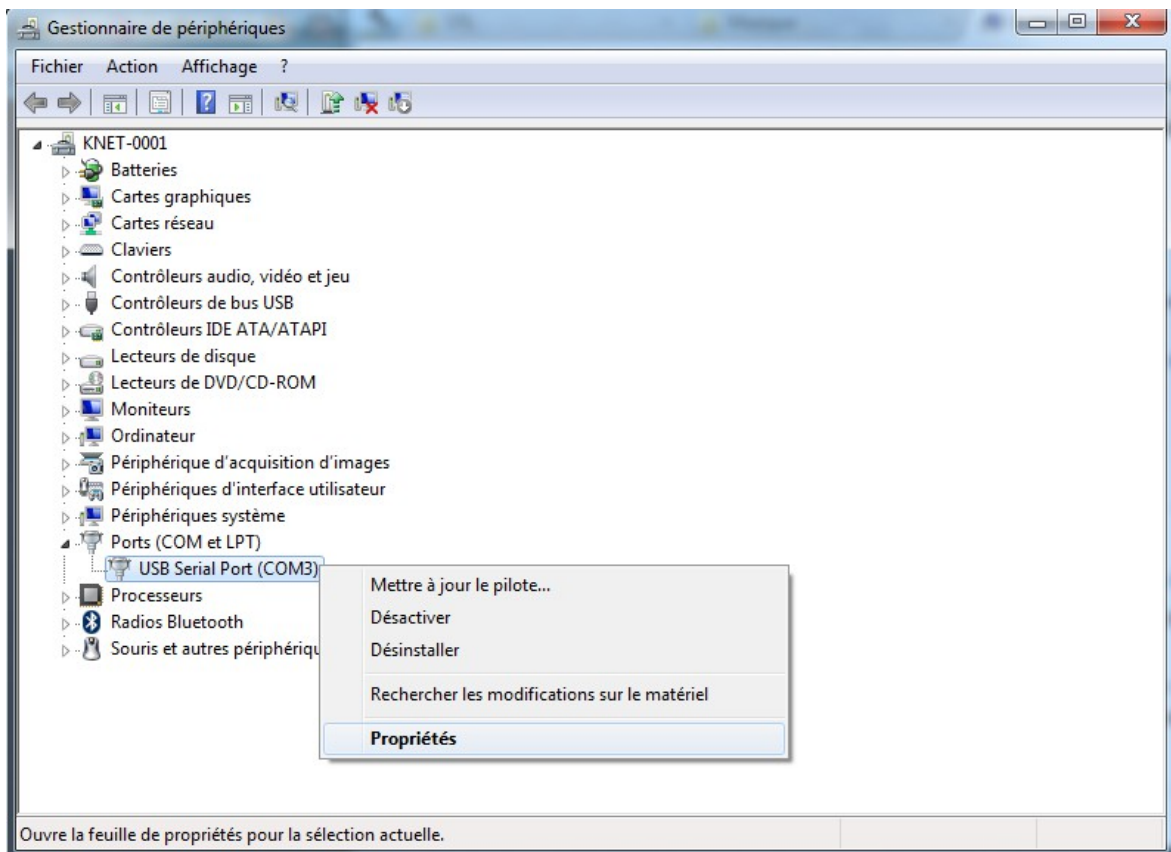 Gestionnaire de périphériques
Fichier Action Affichage ?
KNET-0001
Batteries
Cartes graphiques
Cartes réseau
Claviers
Contrôleurs audio, vidéo et jeu
Contrôleurs de bus USB
Contrôleurs IDE ATA/ATAPI
Lecteurs de disque
Lecteurs de DVD/CD-ROM
Moniteurs
Ordinateur
Périphérique d'acquisition d'images
Périphériques d'interface utilisateur
Périphériques système
Ports (COM et LPT)
USB Serial Port (COM3)
Processeurs
Radios Bluetooth
Souris et autres périphériqu
Mettre à jour le pilote...
Désactiver
Désinstaller
Rechercher les modifications sur le matériel
Propriétés
Ouvre la feuille de propriétés pour la sélection actuelle.